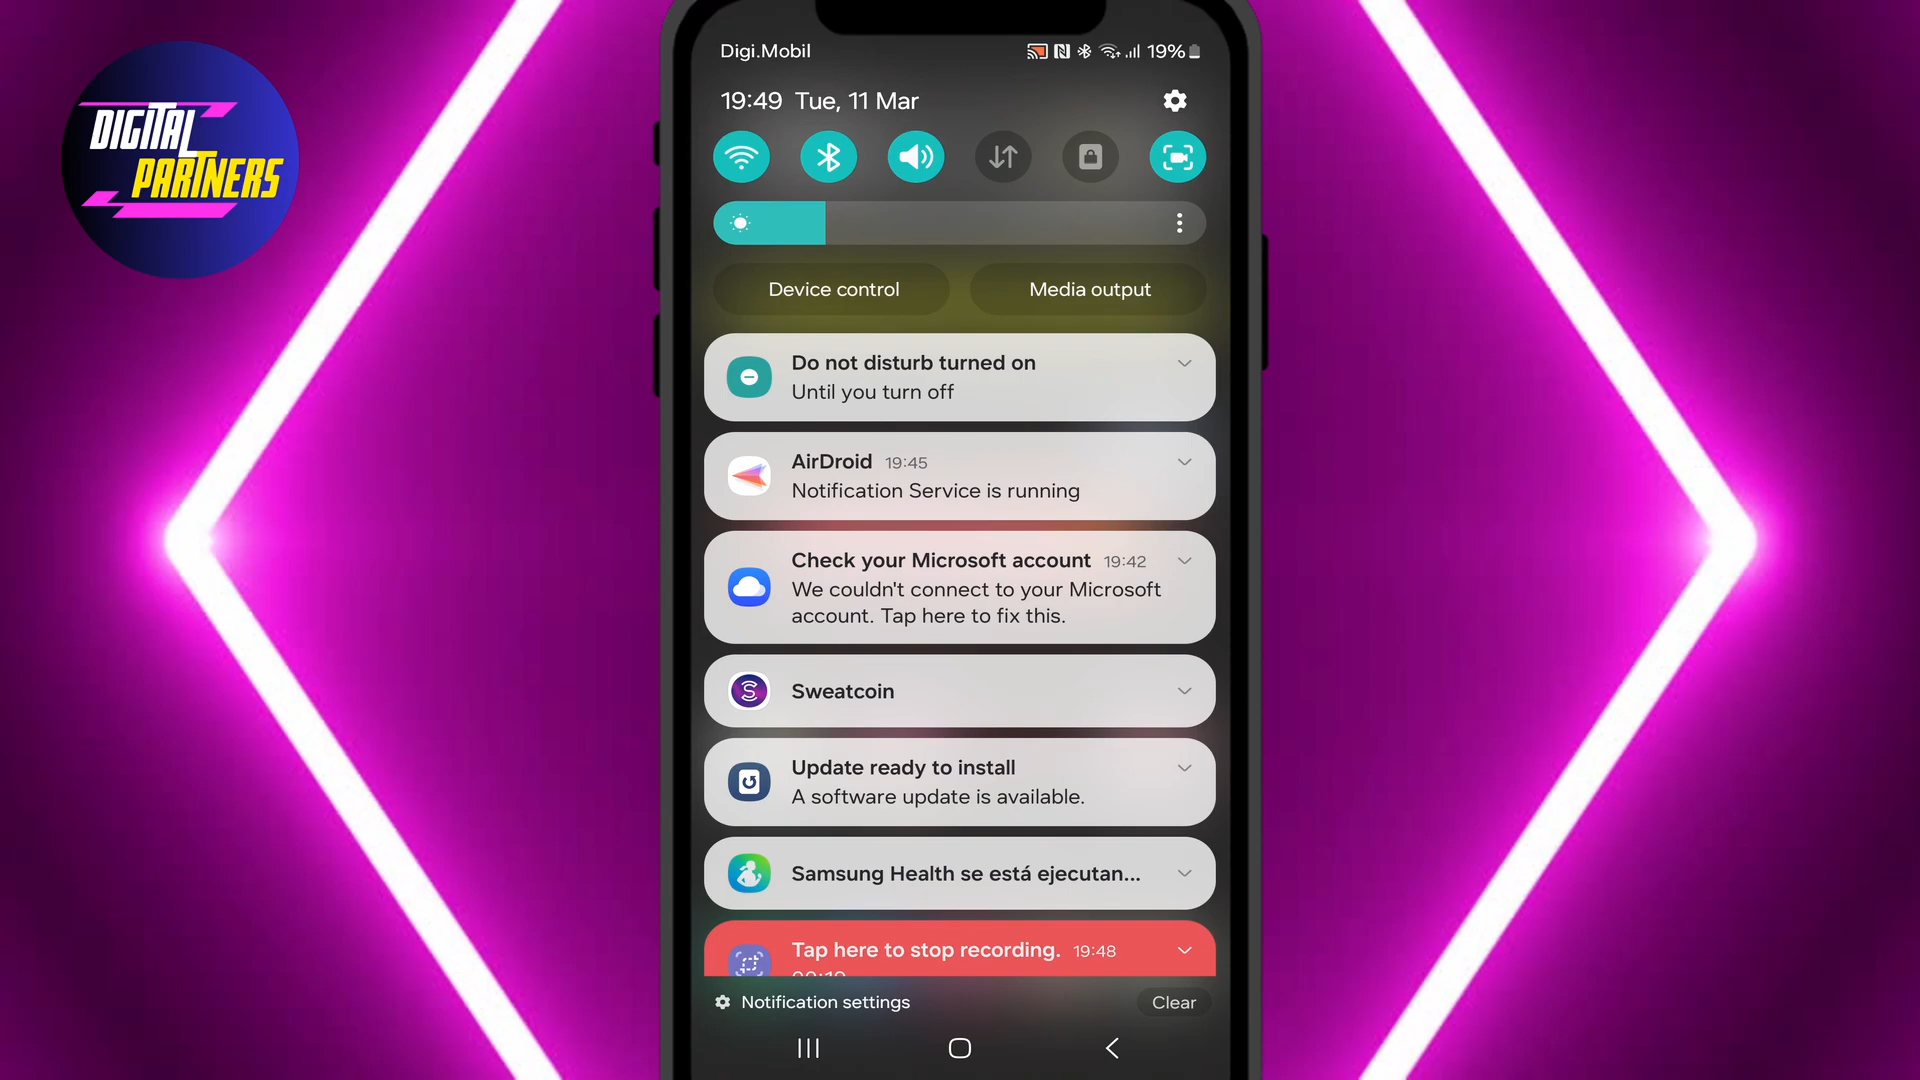 DIGITAL
PARTNERS
Digi.Mobil
19%
19:49 Tue, 11 Mar
Device control
Media output
Do not disturb turned on
Until you turn off
AirDroid 19:45
Notification Service is running
Check your Microsoft account 19:42
We couldn't connect to your Microsoft
account. Tap here to fix this.
Sweatcoin
Update ready to install
A software update is available.
Samsung Health se está ejecutan...
Tap here to stop recording. 19:48
Notification settings
Clear